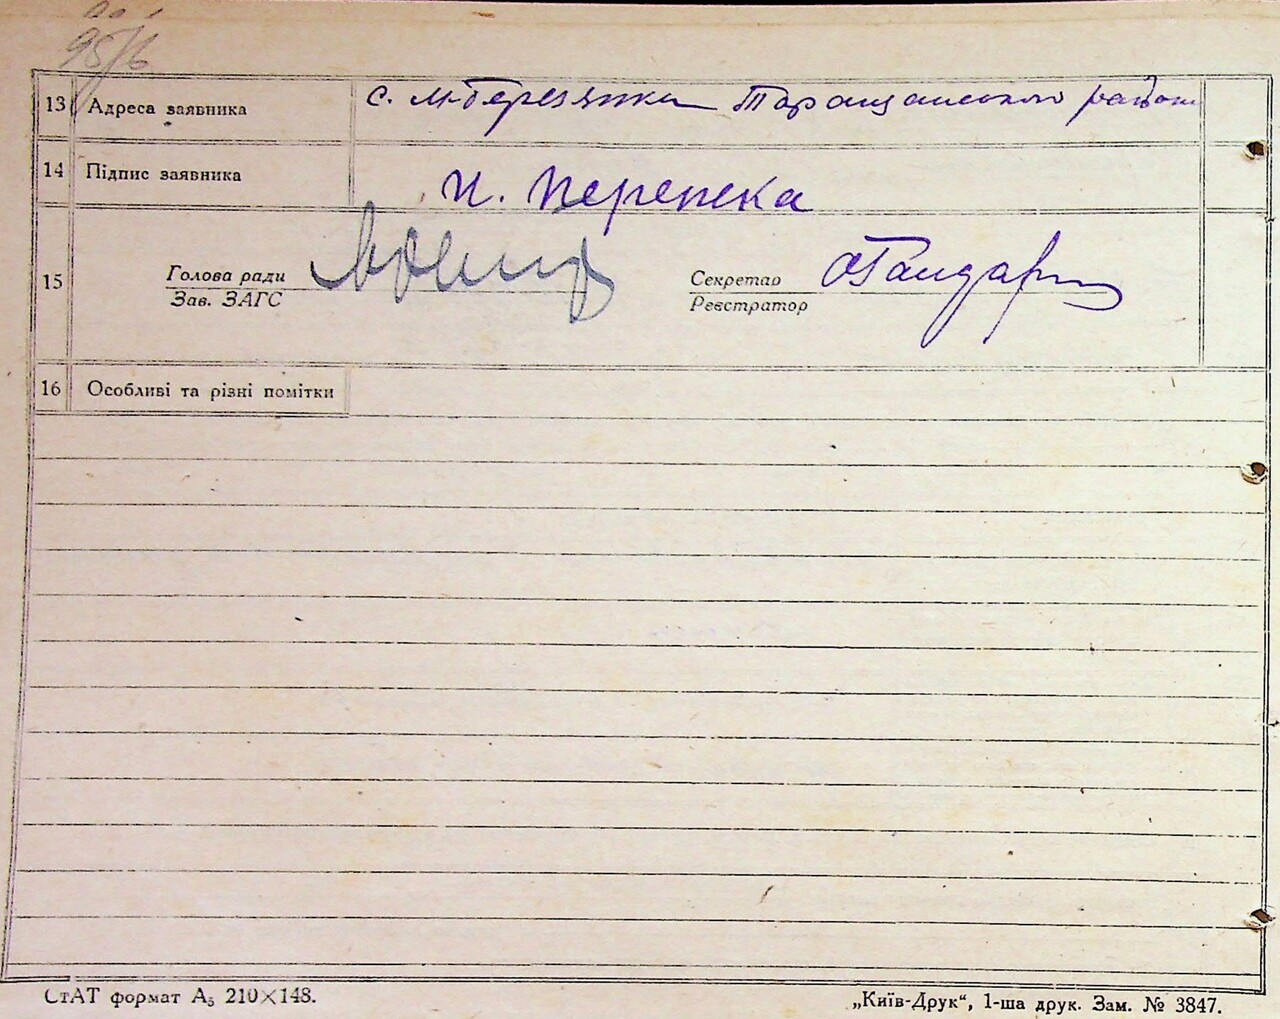 95/6
13 Адреса заявника с. М-Березянка Таращанського району
14 Підпис заявника П. Перепека
15 Голова ради Секретар
Зав. ЗАГС Реєстратор
16 Особливі та різні помітки
СтАТ формат А₅ 210×148. „Київ-Друк“, 1-ша друк. Зам. № 3847.